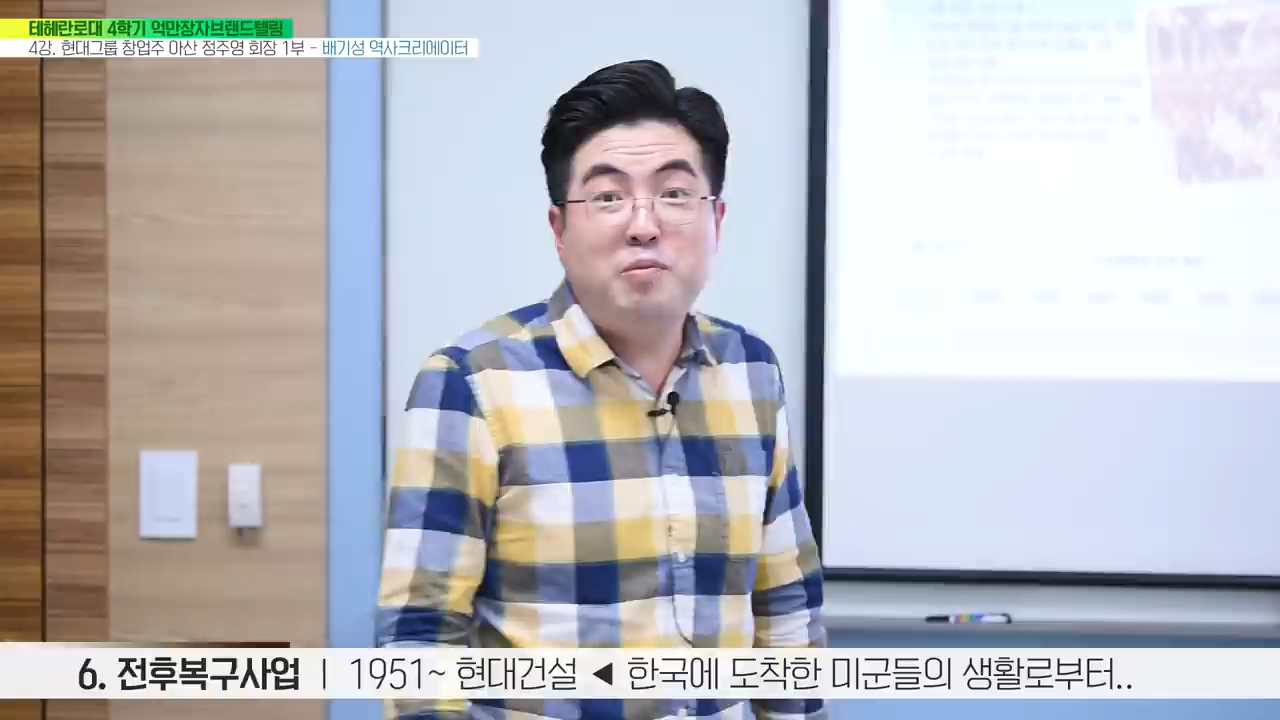 테헤란로대 4학기 억만장자브랜드텔링
4강. 현대그룹 창업주 아산 정주영 회장 1부 - 배기성 역사크리에이터
6. 전후복구사업 | 1951~ 현대건설 ◀ 한국에 도착한 미군들의 생활로부터..